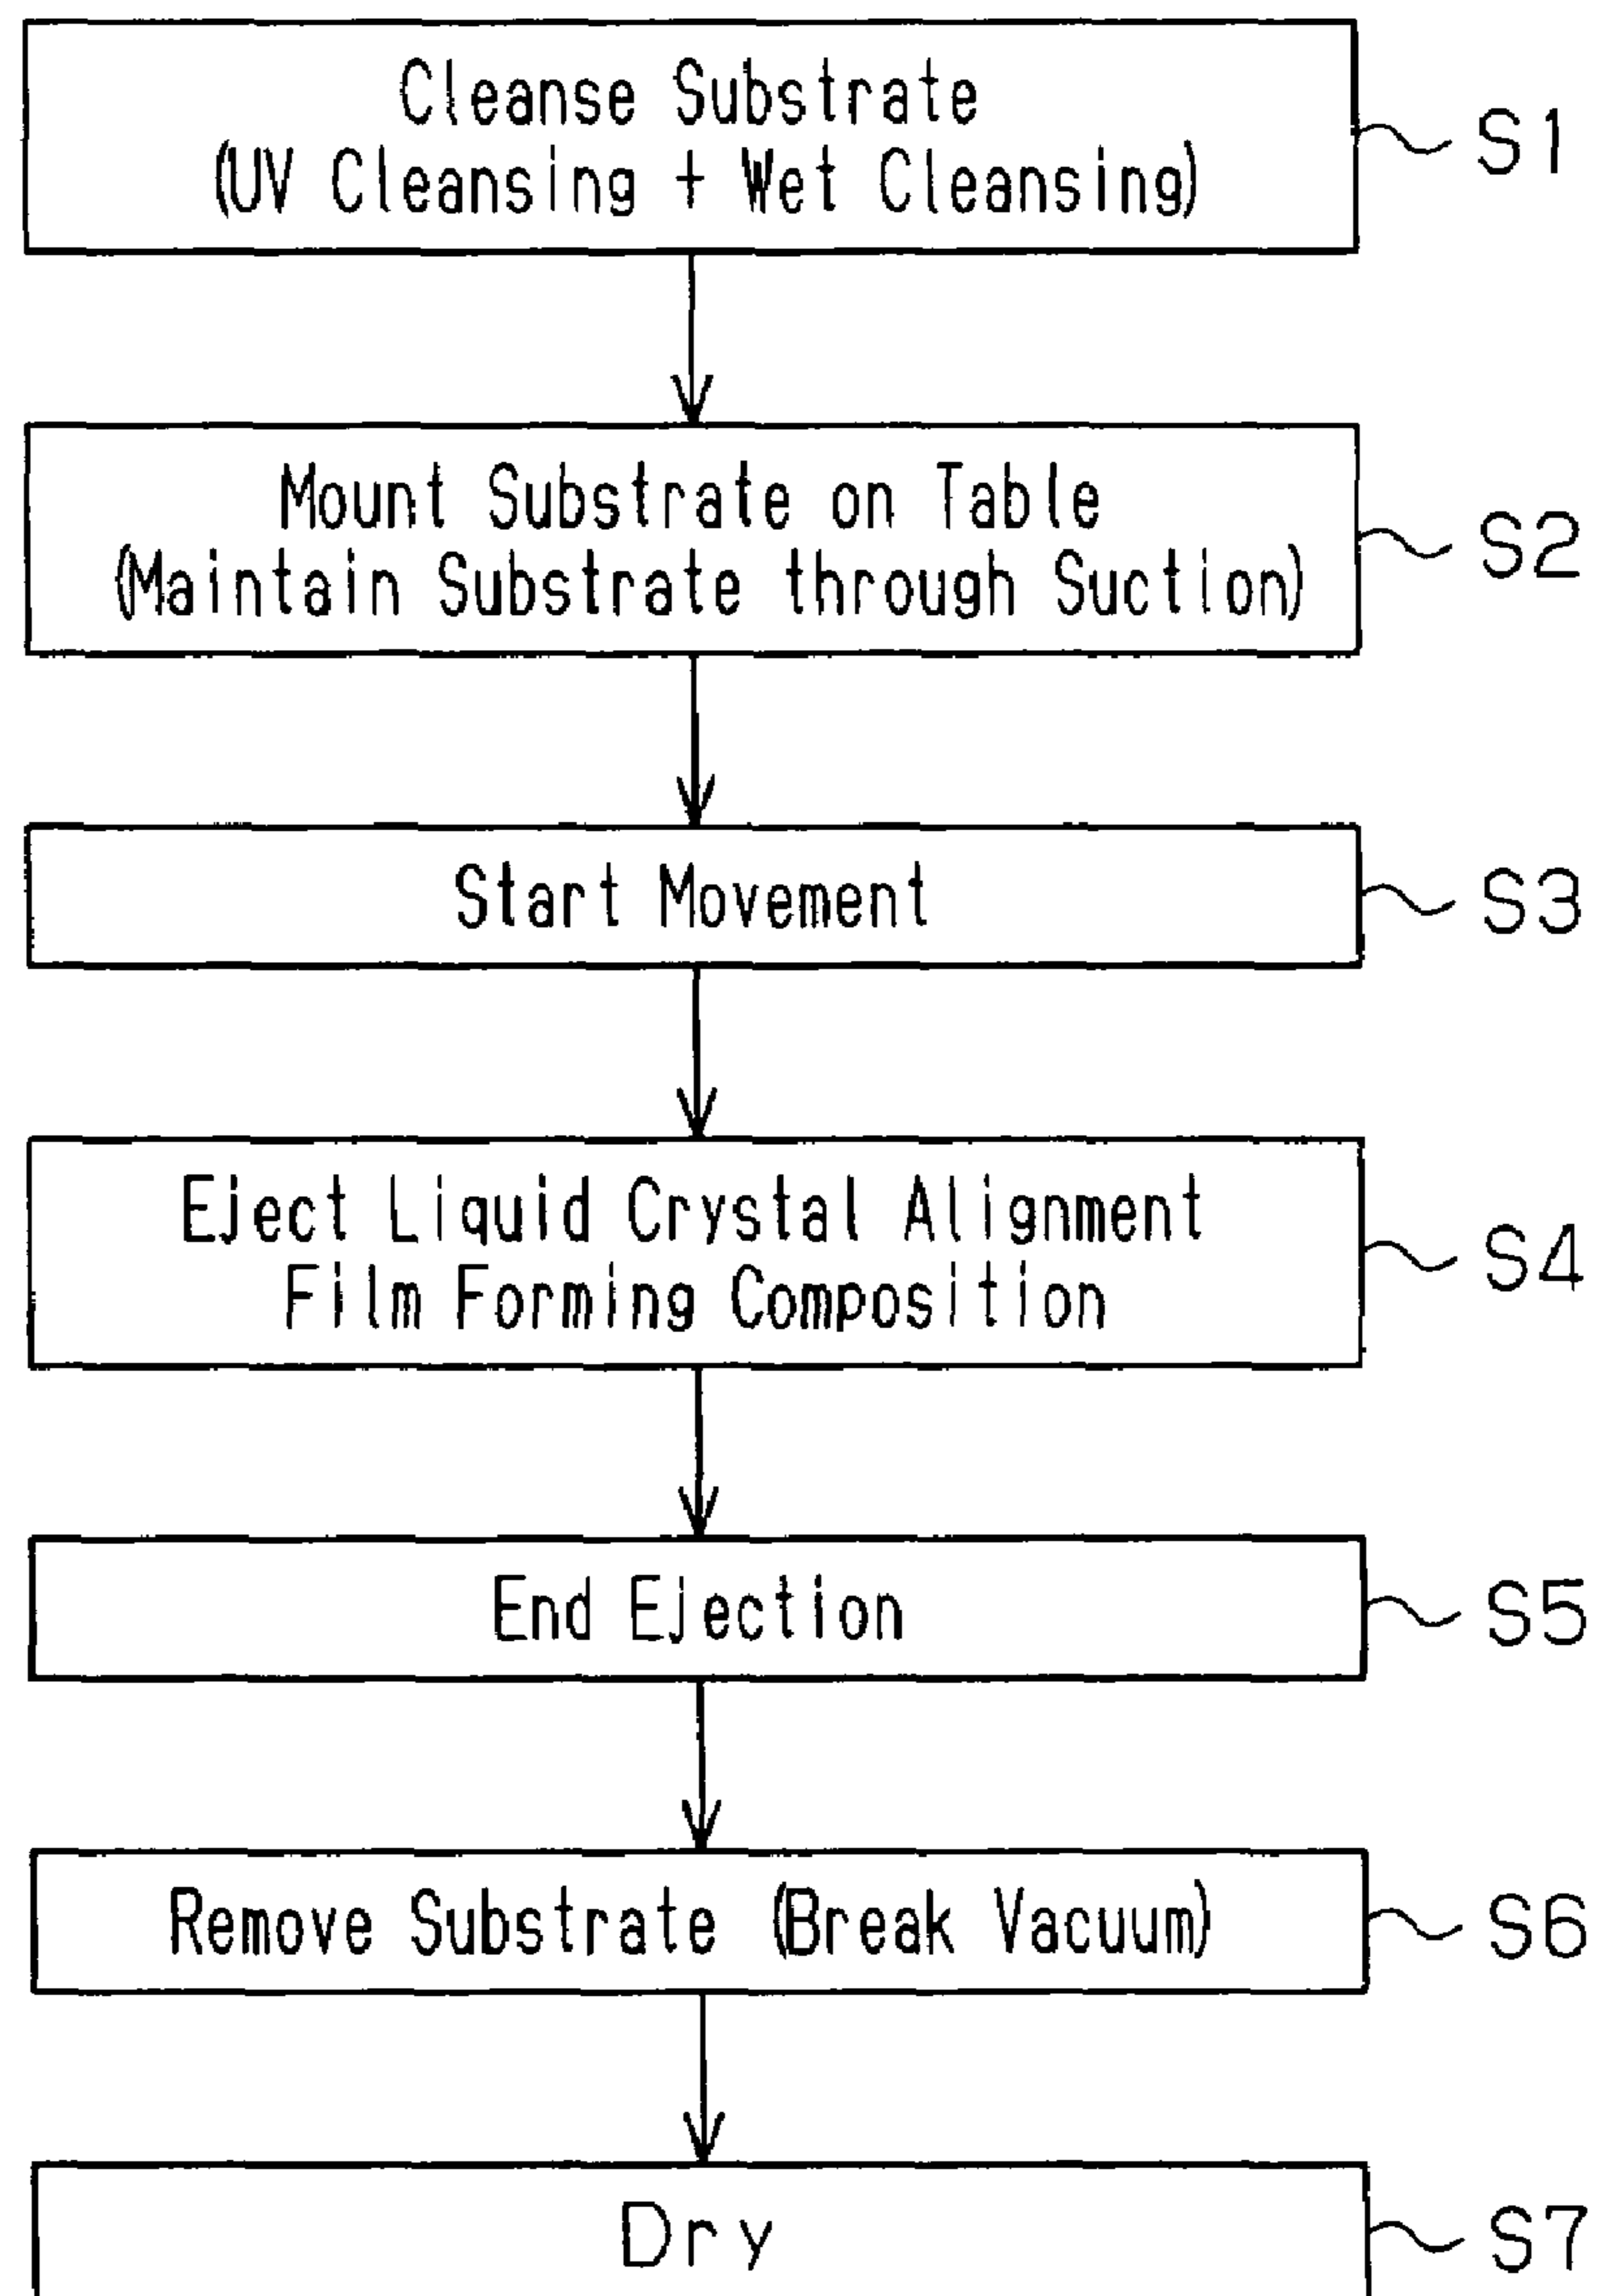 Cleanse Substrate
(UV Cleansing + Wet Cleansing)
S1
Mount Substrate on Table
(Maintain Substrate through Suction)
S2
Start Movement
S3
Eject Liquid Crystal Alignment
Film Forming Composition
S4
End Ejection
S5
Remove Substrate (Break Vacuum)
S6
Dry
S7